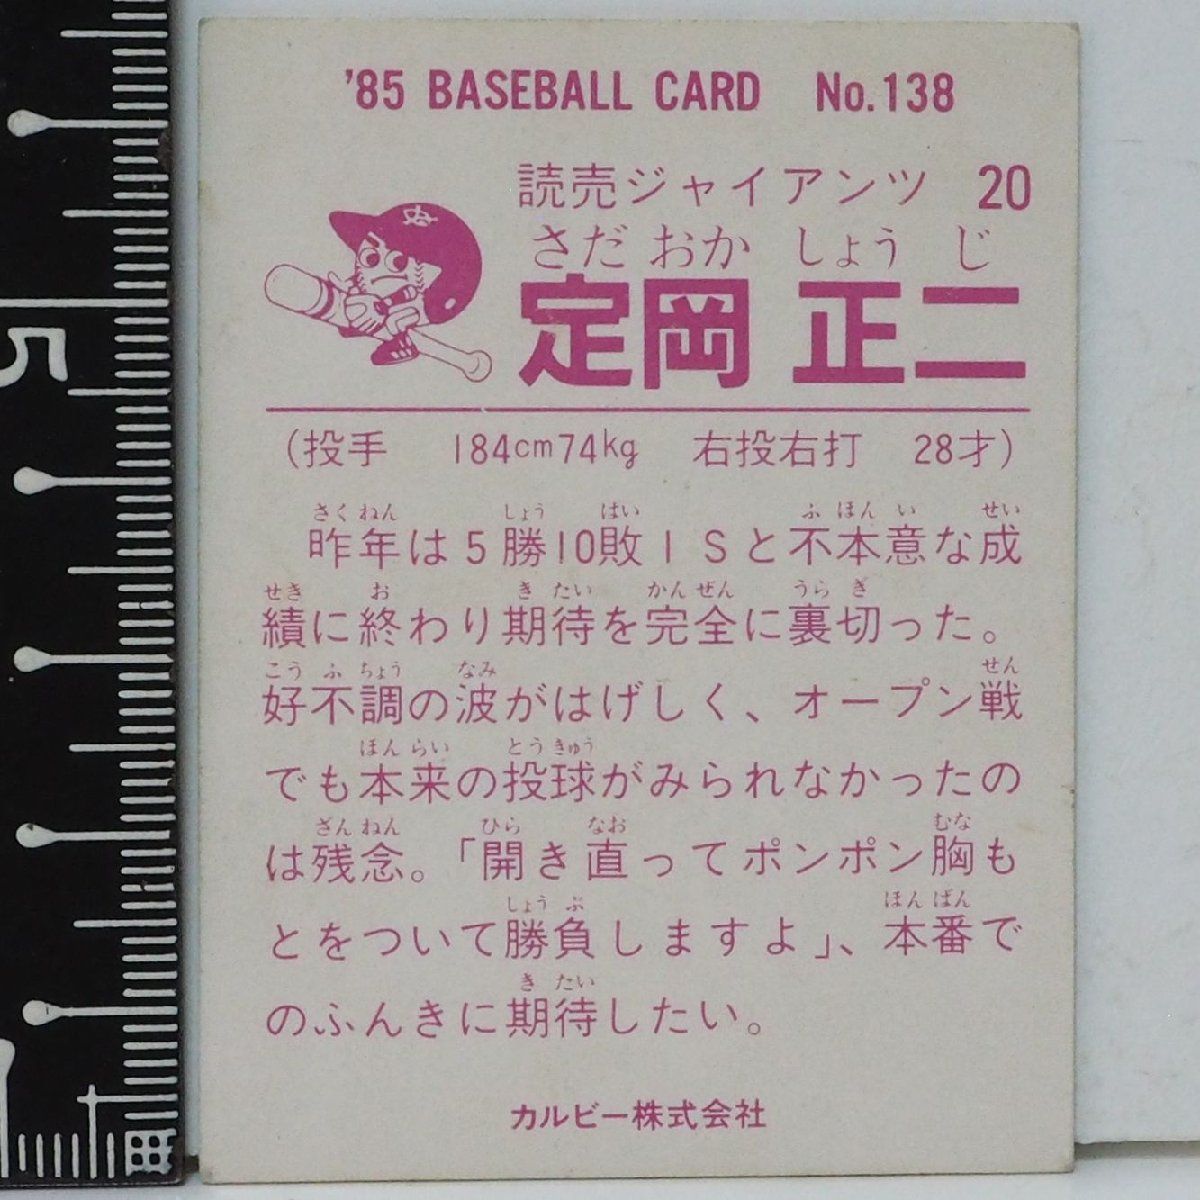 '85 BASEBALL CARD No.138
読売ジャイアンツ 20
さだ おか しょう じ
定岡 正二
(投手 184cm74kg 右投右打 28才)
さくねん しょう はい ふ ほん い せい
昨年は5勝10敗1Sと不本意な成
せき お き たい かん ぜん うら ぎ
績に終わり期待を完全に裏切った。
こう ふ ちょう なみ せん
好不調の波がはげしく、オープン戦
ほん らい とう きゅう
でも本来の投球がみられなかったの
ざん ねん ひら なお むな
は残念。「開き直ってポンポン胸も
しょう ぶ ほん ばん
とをついて勝負しますよ」、本番で
き たい
のふんきに期待したい。
カルビー株式会社
5